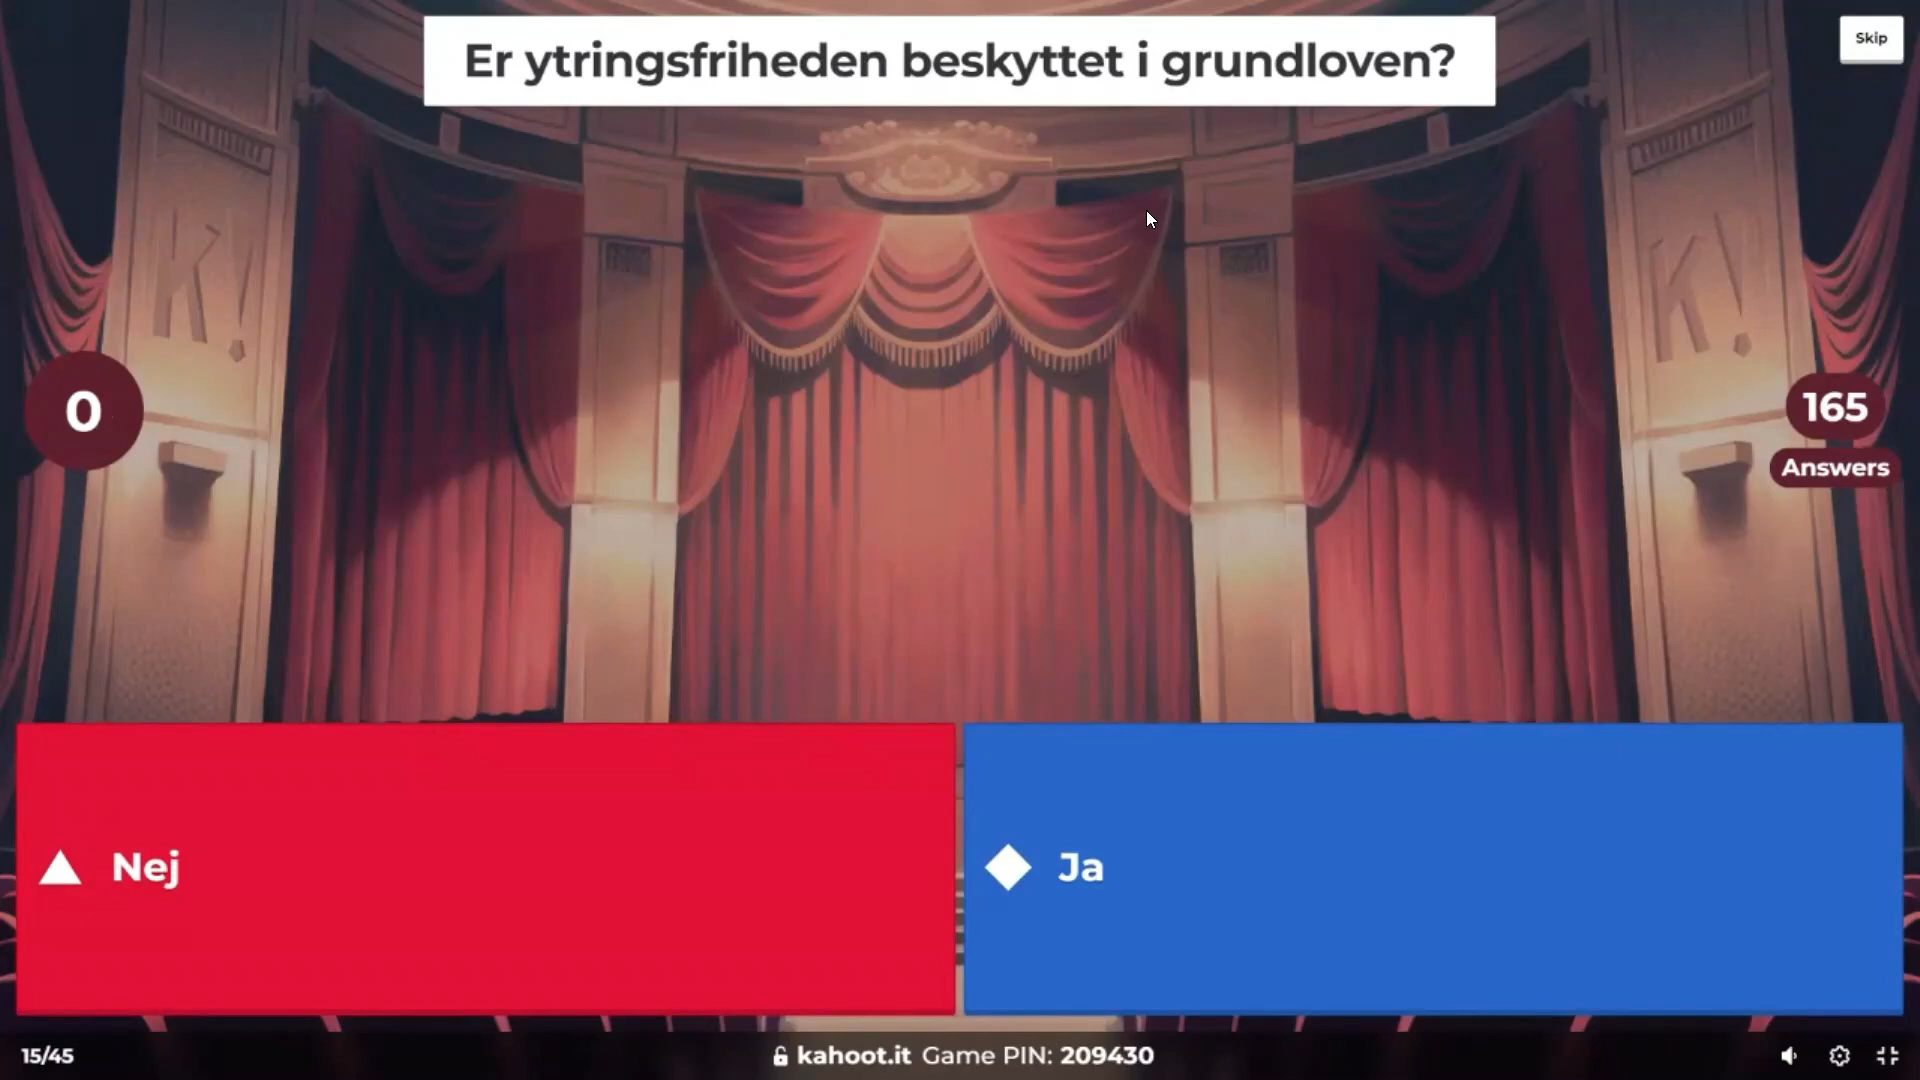 Er ytringsfriheden beskyttet i grundloven?
Skip
K!
K!
0
165
Answers
Nej
Ja
15/45
kahoot.it Game PIN: 209430